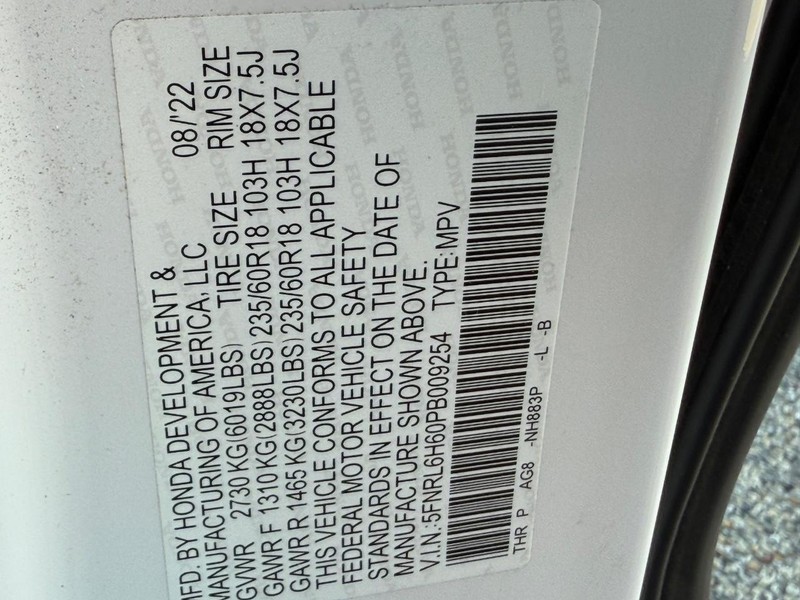 MFD. BY HONDA DEVELOPMENT &
MANUFACTURING OF AMERICA, LLC 08/'22
GVWR 2730 KG (6019LBS) TIRE SIZE RIM SIZE
GAWR F 1310 KG (2888LBS) 235/60R18 103H 18X7.5J
GAWR R 1465 KG (3230LBS) 235/60R18 103H 18X7.5J
THIS VEHICLE CONFORMS TO ALL APPLICABLE
FEDERAL MOTOR VEHICLE SAFETY
STANDARDS IN EFFECT ON THE DATE OF
MANUFACTURE SHOWN ABOVE.
V.I.N.:5FNRL6H60PB009254 TYPE:MPV
THR P AG8 -NH883P -L -B